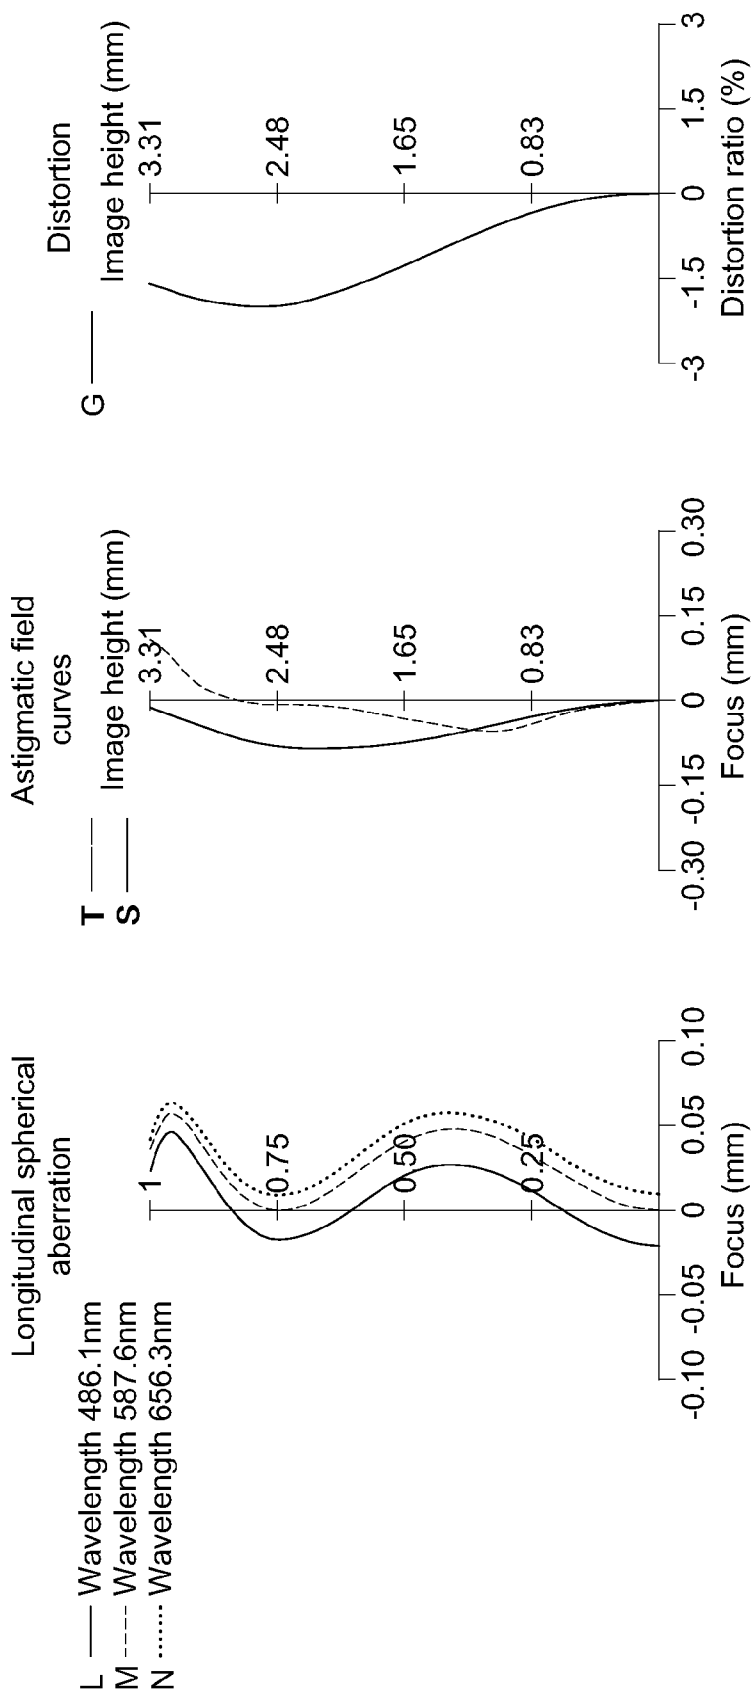 Longitudinal spherical
aberration
L Wavelength 486.1nm
M Wavelength 587.6nm
N Wavelength 656.3nm
1
0.75
0.50
0.25
-0.10 -0.05 0 0.05 0.10
Focus (mm)
Astigmatic field
curves
T
S
Image height (mm)
3.31
2.48
1.65
0.83
-0.30 -0.15 0 0.15 0.30
Focus (mm)
Distortion
G
Image height (mm)
3.31
2.48
1.65
0.83
-3 -1.5 0 1.5 3
Distortion ratio (%)